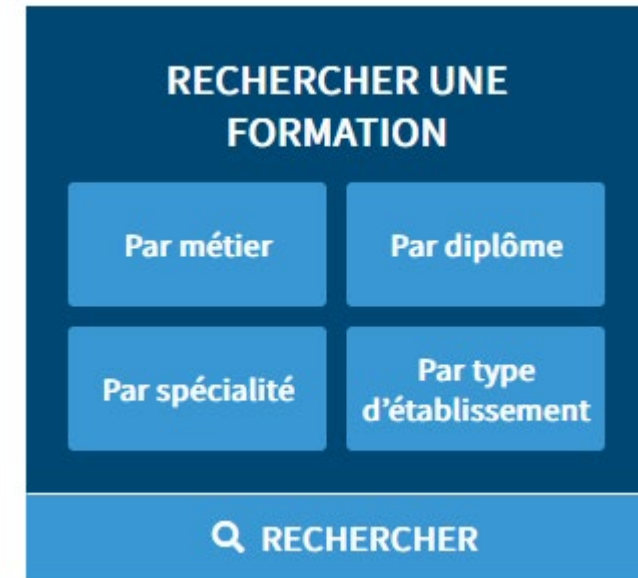 RECHERCHER UNE
FORMATION
Par métier
Par diplôme
Par spécialité
Par type
d'établissement
RECHERCHER